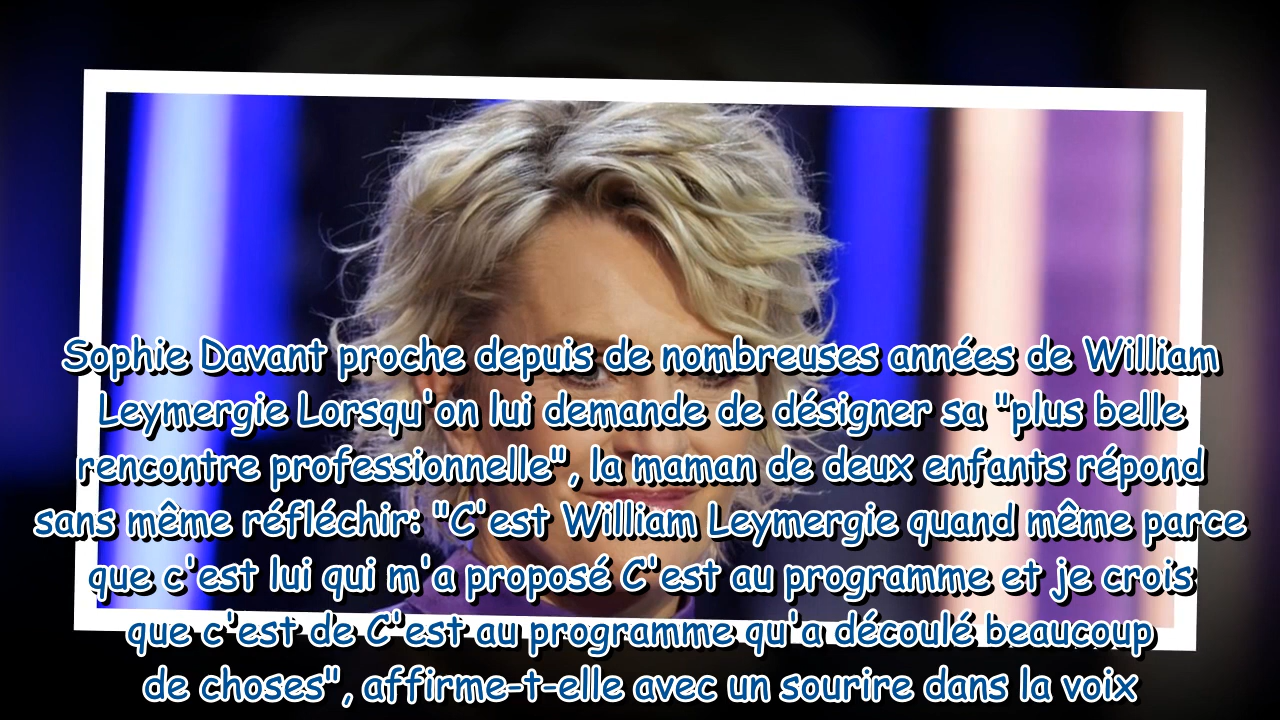 Sophie Davant proche depuis de nombreuses années de William
Leymergie Lorsqu'on lui demande de désigner sa "plus belle
rencontre professionnelle", la maman de deux enfants répond
sans même réfléchir: "C'est William Leymergie quand même parce
que c'est lui qui m'a proposé C'est au programme et je crois
que c'est de C'est au programme qu'a découlé beaucoup
de choses", affirme-t-elle avec un sourire dans la voix